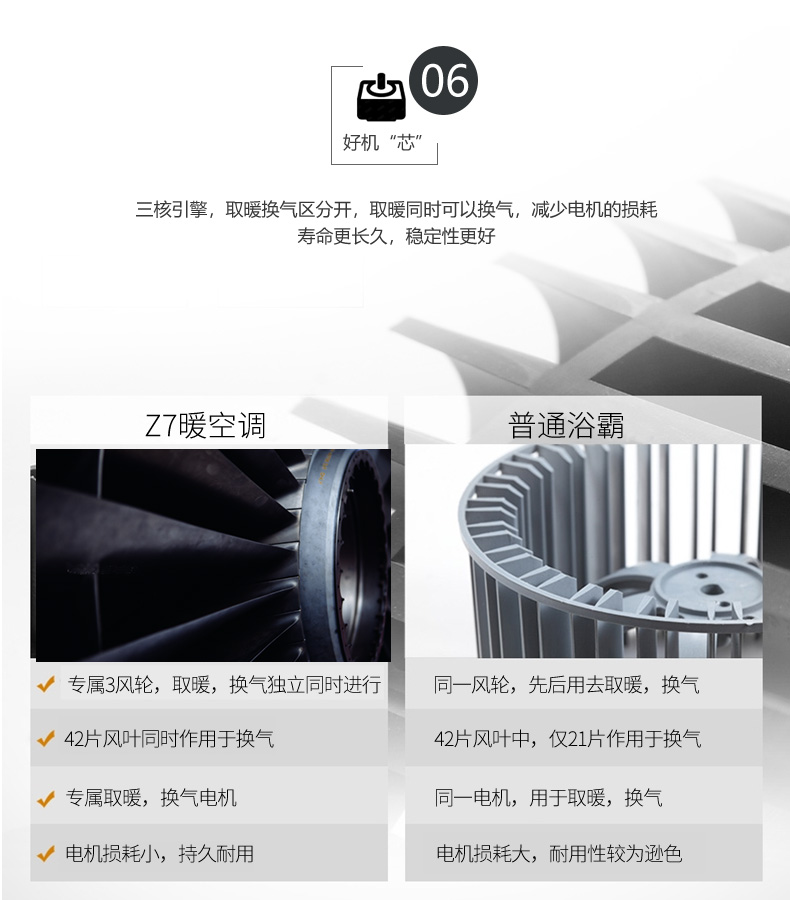 06
好机“芯”
三核引擎，取暖换气区分开，取暖同时可以换气，减少电机的损耗
寿命更长久，稳定性更好
Z7暖空调
普通浴霸
专属3风轮，取暖，换气独立同时进行
同一风轮，先后用去取暖，换气
42片风叶同时作用于换气
42片风叶中，仅21片作用于换气
专属取暖，换气电机
同一电机，用于取暖，换气
电机损耗小，持久耐用
电机损耗大，耐用性较为逊色